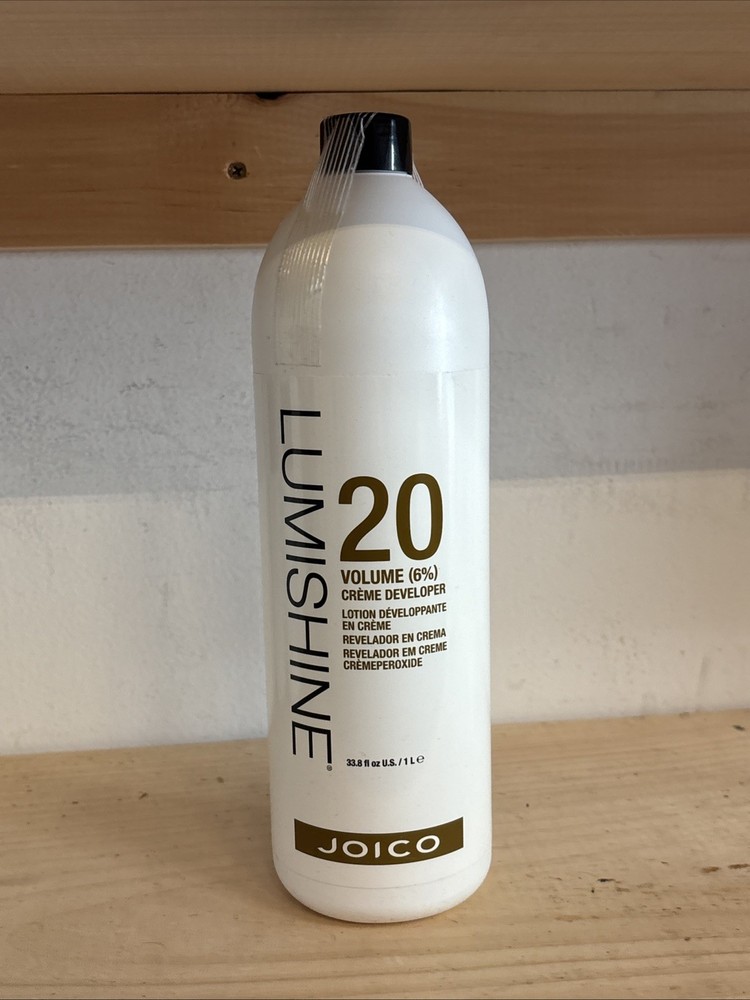 LUMISHINE®
20
VOLUME (6%)
CRÈME DEVELOPER
LOTION DÉVELOPPANTE
EN CRÈME
REVELADOR EN CREMA
REVELADOR EM CREME
CRÈMEPEROXIDE
33.8 fl oz U.S. / 1 L ℮
JOICO